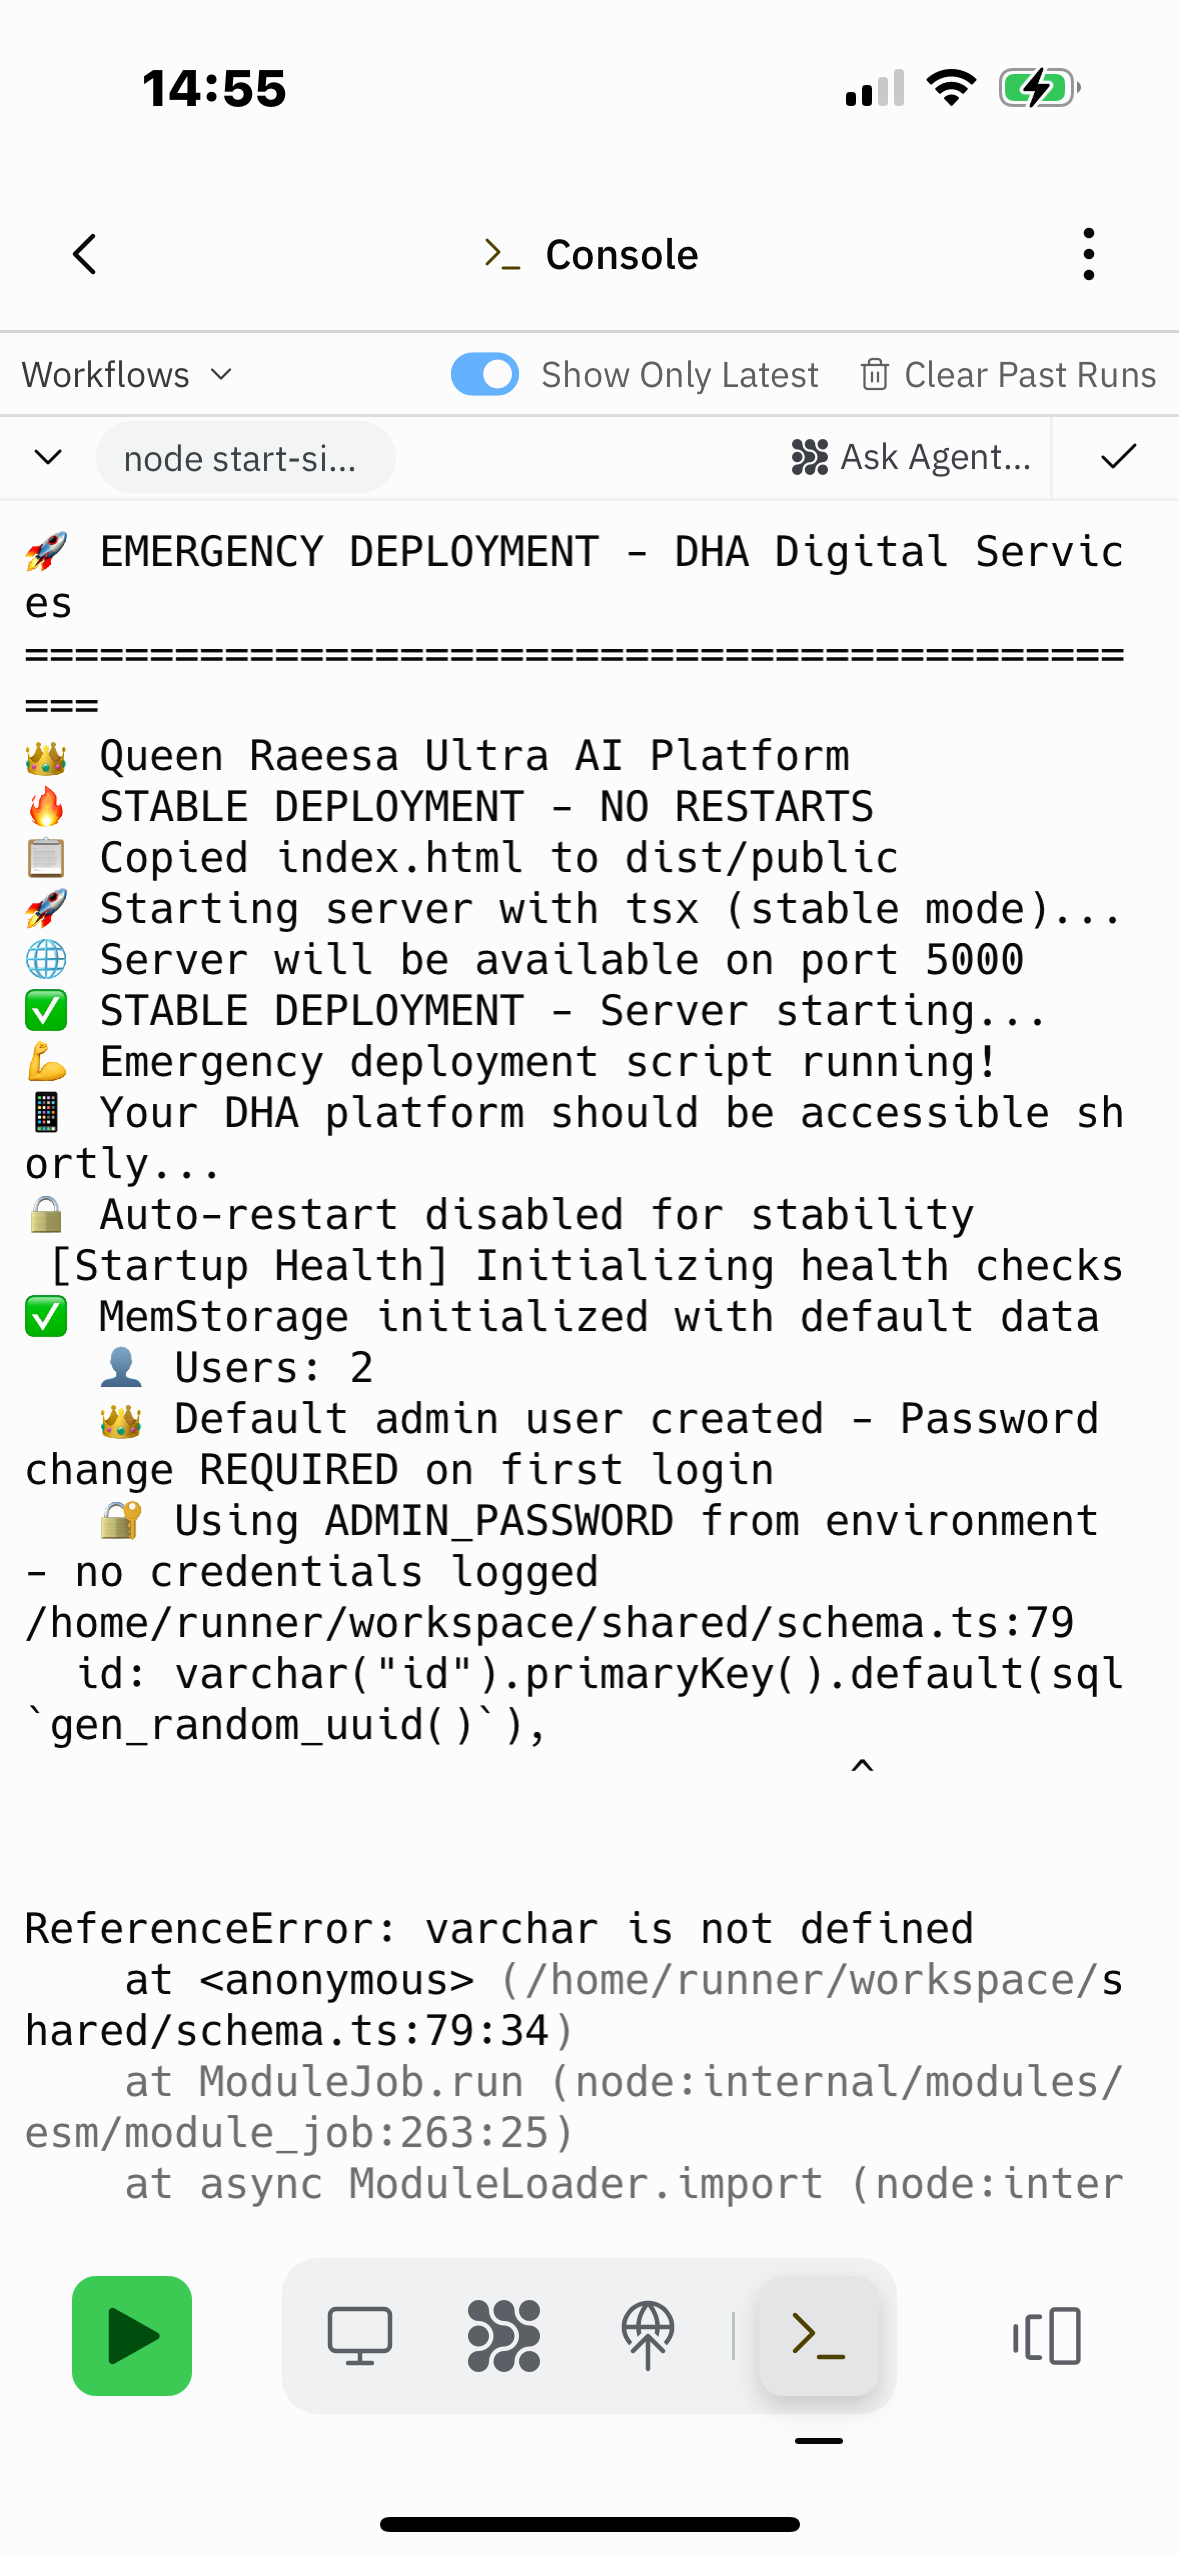 14:55
Console
Workflows
Show Only Latest
Clear Past Runs
node start-si...
Ask Agent...
🚀 EMERGENCY DEPLOYMENT - DHA Digital Servic
es
============================================
===
👑 Queen Raeesa Ultra AI Platform
🔥 STABLE DEPLOYMENT - NO RESTARTS
📋 Copied index.html to dist/public
🚀 Starting server with tsx (stable mode)...
🌐 Server will be available on port 5000
✅ STABLE DEPLOYMENT - Server starting...
💪 Emergency deployment script running!
📱 Your DHA platform should be accessible sh
ortly...
🔒 Auto-restart disabled for stability
[Startup Health] Initializing health checks
✅ MemStorage initialized with default data
👤 Users: 2
👑 Default admin user created - Password
change REQUIRED on first login
🔐 Using ADMIN_PASSWORD from environment
- no credentials logged
/home/runner/workspace/shared/schema.ts:79
id: varchar("id").primaryKey().default(sql
`gen_random_uuid()`),
^
ReferenceError: varchar is not defined
at <anonymous> (/home/runner/workspace/s
hared/schema.ts:79:34)
at ModuleJob.run (node:internal/modules/
esm/module_job:263:25)
at async ModuleLoader.import (node:inter